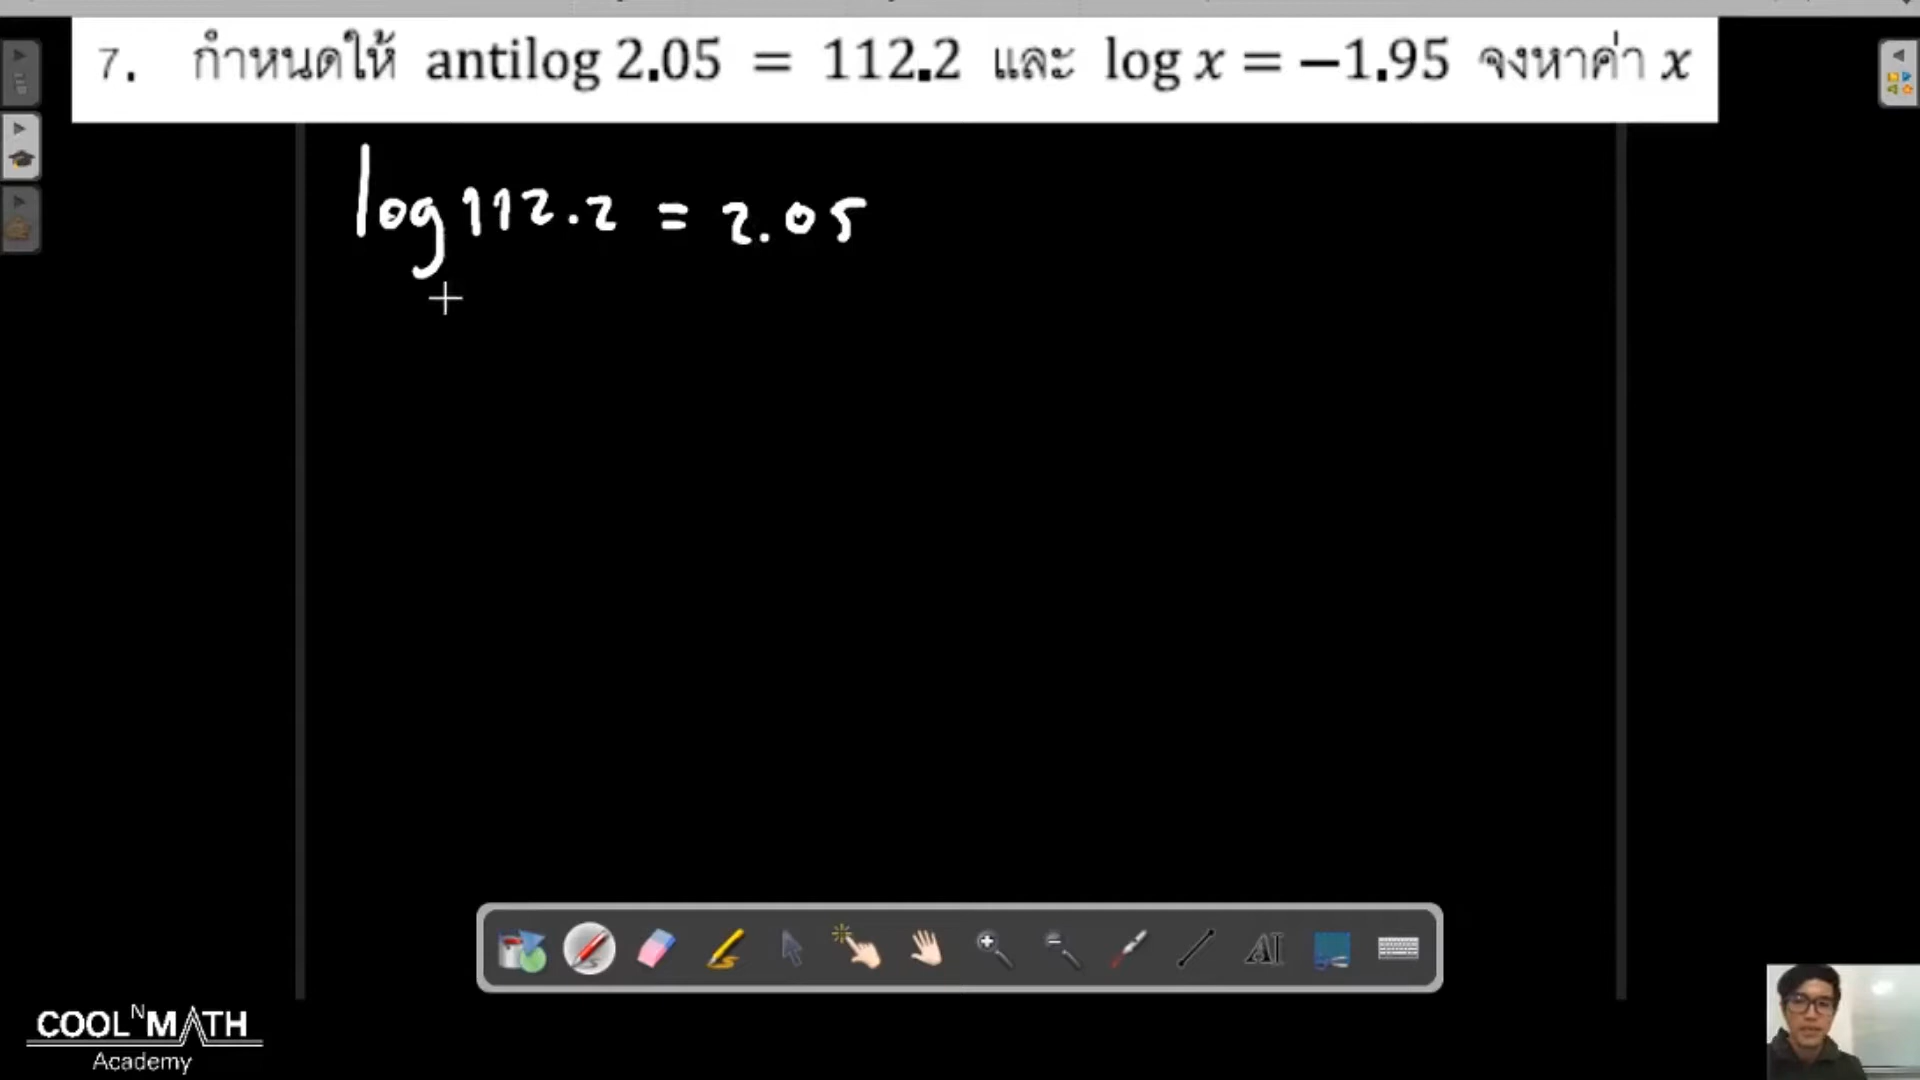 7. กำหนดให้ antilog 2.05 = 112.2 และ log x = −1.95 จงหาค่า x
log 112.2 = 2.05
AI
COOL N MATH
Academy